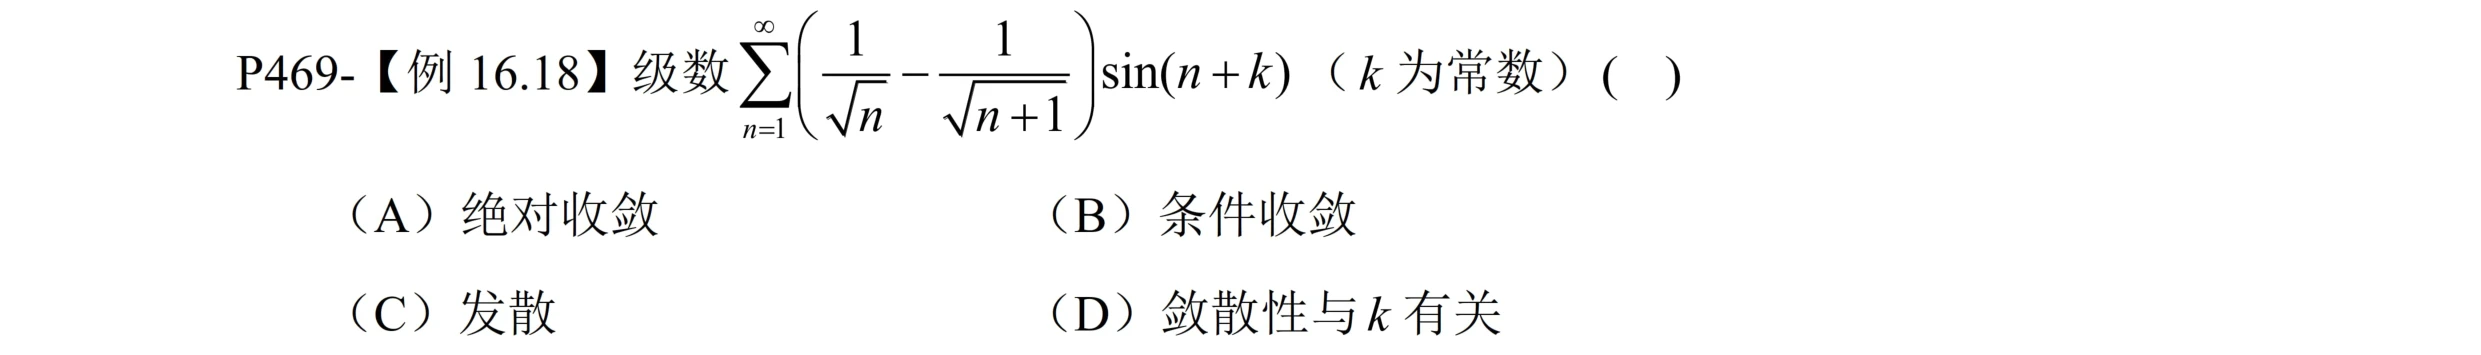 P469-【例 16.18】级数 $\sum_{n=1}^{\infty}\left(\frac{1}{\sqrt{n}}-\frac{1}{\sqrt{n+1}}\right)\sin(n+k)$（k 为常数）(  )
（A）绝对收敛 （B）条件收敛
（C）发散 （D）敛散性与 k 有关